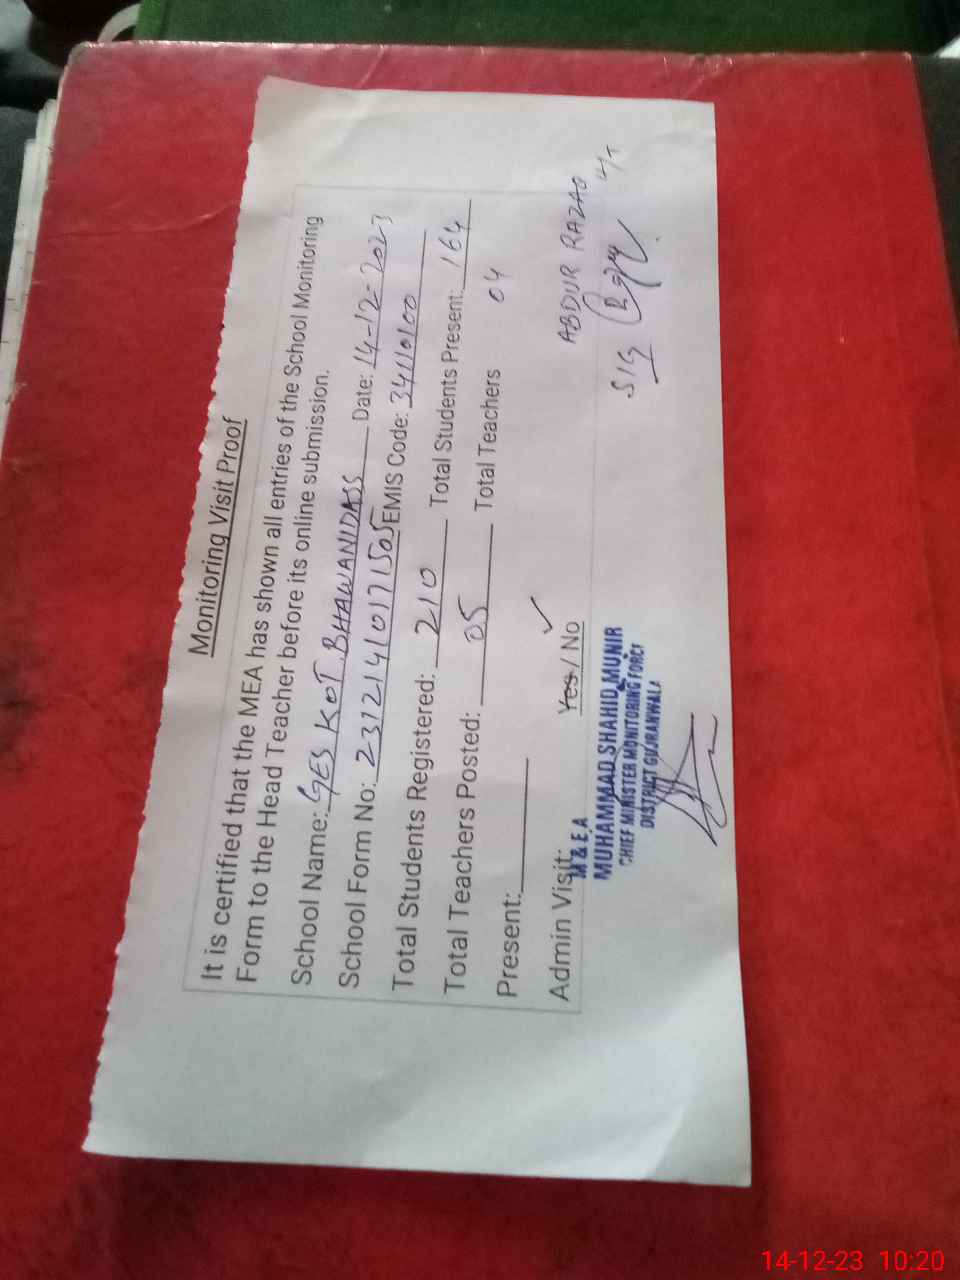 Monitoring Visit Proof
It is certified that the MEA has shown all entries of the School Monitoring
Form to the Head Teacher before its online submission.
School Name: GES KOT. BHAWANIDASS Date: 14-12-2023
School Form No: 23121410171505 EMIS Code: 34110100
Total Students Registered: 210 Total Students Present: 164
Total Teachers Posted: 05 Total Teachers 04
Present:
Admin Visit: Yes / No ✓
M & E A
MUHAMMAD SHAHID MUNIR
CHIEF MINISTER MONITORING FORCE
DISTRICT GUJRANWALA
ABDUR RAZAQ
SIG
14-12-23 10:20